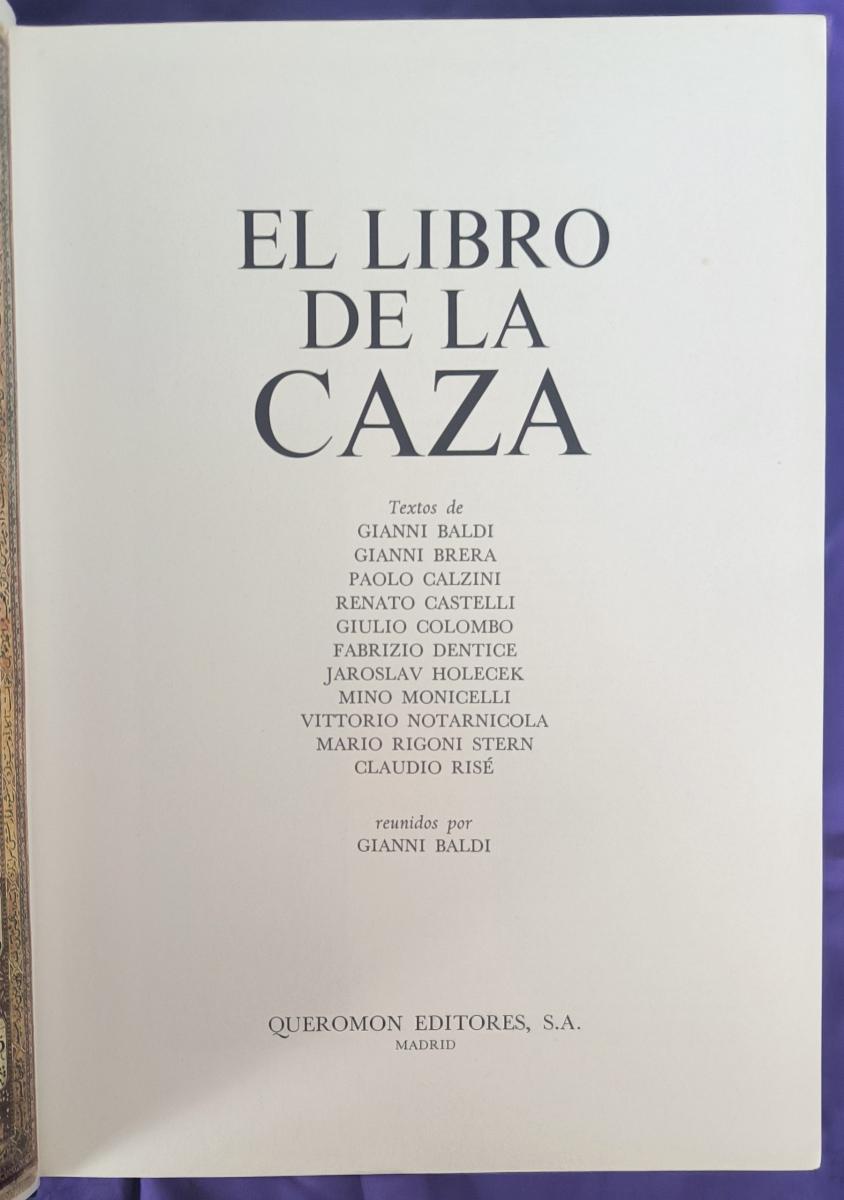 EL LIBRO
DE LA
CAZA
Textos de
GIANNI BALDI
GIANNI BRERA
PAOLO CALZINI
RENATO CASTELLI
GIULIO COLOMBO
FABRIZIO DENTICE
JAROSLAV HOLECEK
MINO MONICELLI
VITTORIO NOTARNICOLA
MARIO RIGONI STERN
CLAUDIO RISÉ
reunidos por
GIANNI BALDI
QUEROMON EDITORES, S.A.
MADRID